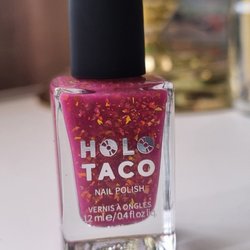 HOLO
TACO
NAIL POLISH
VERNIS À ONGLES
12 mL/0.4 fl oz